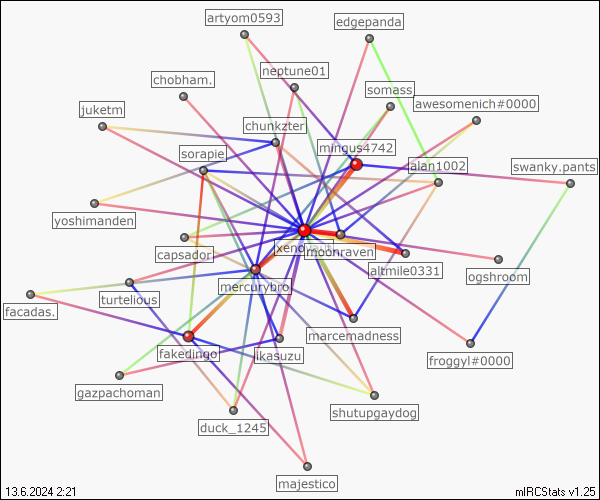 artyom0593
edgepanda
neptune01
chobham.
somass
awesomenich#0000
juketm
chunkzter
mingus4742
sorapie
alan1002
swanky.pants
yoshimanden
capsador
moonraven
altmile0331
ogshroom
mercurybro
turtelious
facadas.
marcemadness
fakedingo
ikasuzu
froggyl#0000
gazpachoman
shutupgaydog
duck_1245
majestico
13.6.2024 2:21
mIRCStats v1.25